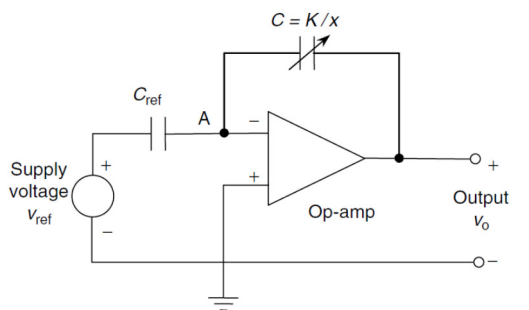 C = K/x
C_ref
A
−
+
+
Supply
voltage
v_ref
−
Op-amp
+
Output
v_o
−